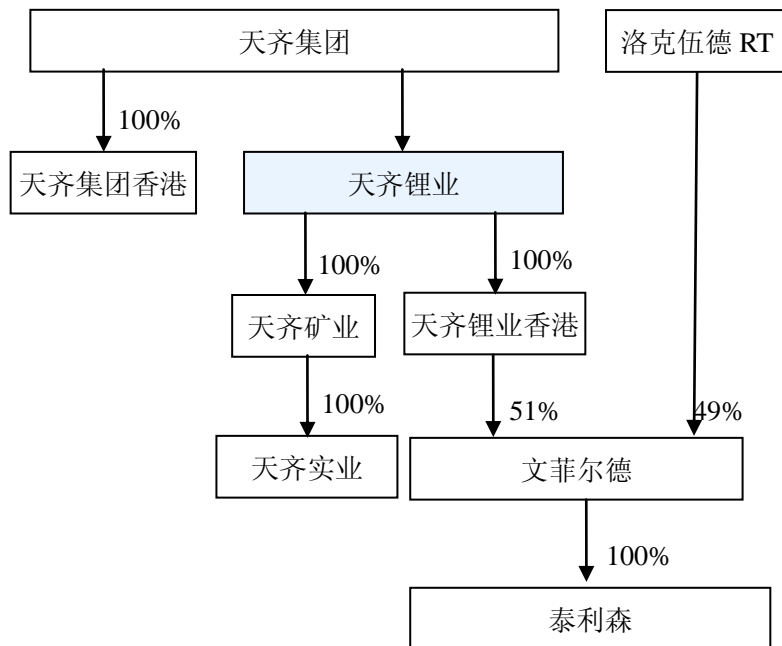 天齐集团
洛克伍德 RT
100%
天齐集团香港
天齐锂业
100%
100%
天齐矿业
天齐锂业香港
100%
51%
49%
天齐实业
文菲尔德
100%
泰利森